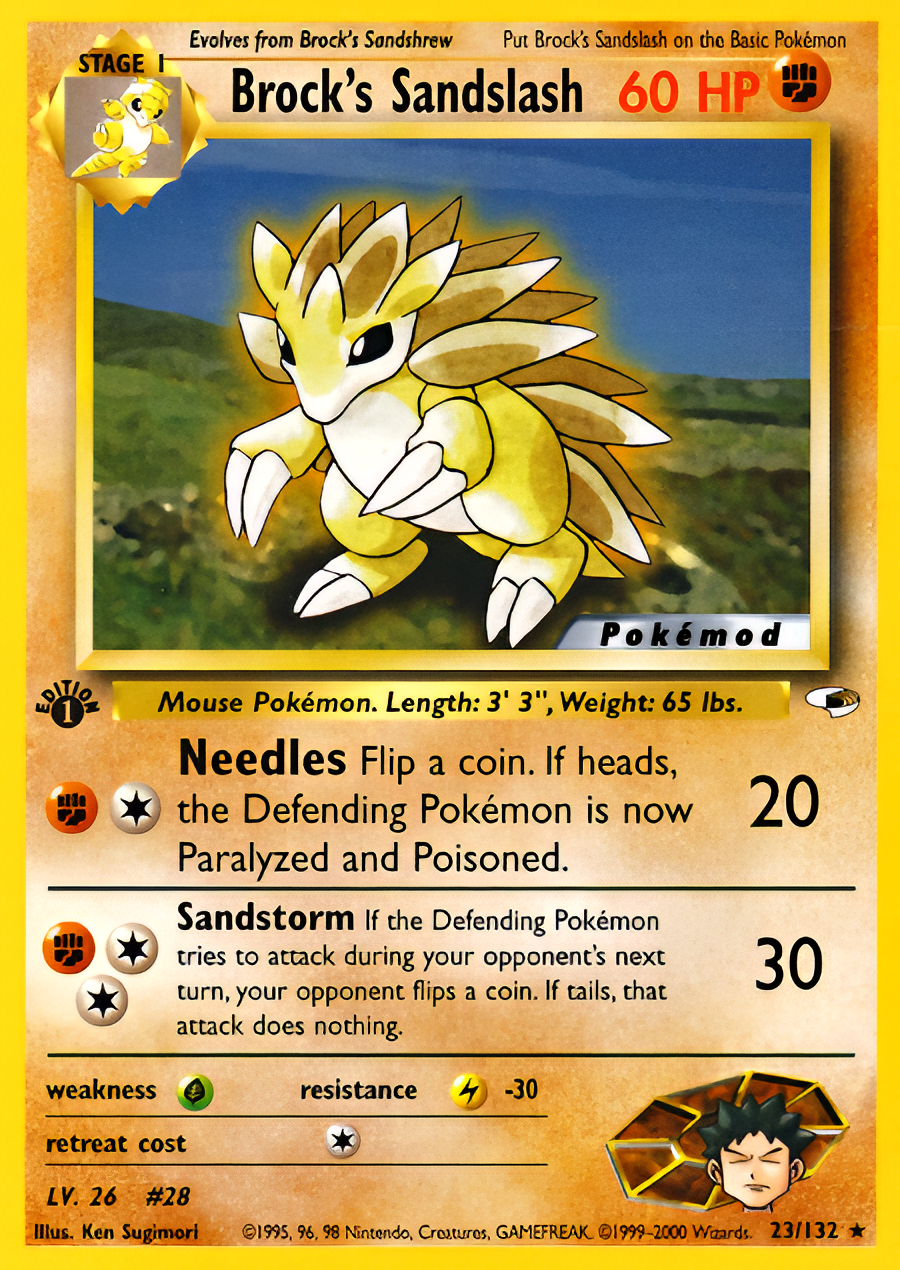 Evolves from Brock's Sandshrew Put Brock's Sandslash on the Basic Pokémon
STAGE 1
Brock's Sandslash 60 HP
Pokémod
EDITION
1
Mouse Pokémon. Length: 3' 3", Weight: 65 lbs.
Needles Flip a coin. If heads,
the Defending Pokémon is now
Paralyzed and Poisoned.
20
Sandstorm If the Defending Pokémon
tries to attack during your opponent's next
turn, your opponent flips a coin. If tails, that
attack does nothing.
30
weakness resistance -30
retreat cost
LV. 26 #28
Illus. Ken Sugimori ©1995, 96, 98 Nintendo, Creatures, GAMEFREAK. ©1999-2000 Wizards. 23/132 ★